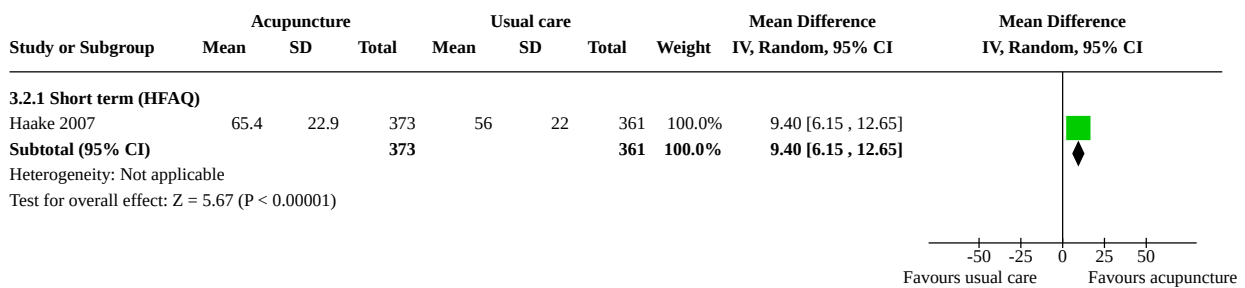 Acupuncture Usual care Mean Difference Mean Difference
Study or Subgroup Mean SD Total Mean SD Total Weight IV, Random, 95% CI IV, Random, 95% CI
3.2.1 Short term (HFAQ)
Haake 2007 65.4 22.9 373 56 22 361 100.0% 9.40 [6.15 , 12.65]
Subtotal (95% CI) 373 361 100.0% 9.40 [6.15 , 12.65]
Heterogeneity: Not applicable
Test for overall effect: Z = 5.67 (P < 0.00001)
-50 -25 0 25 50
Favours usual care Favours acupuncture